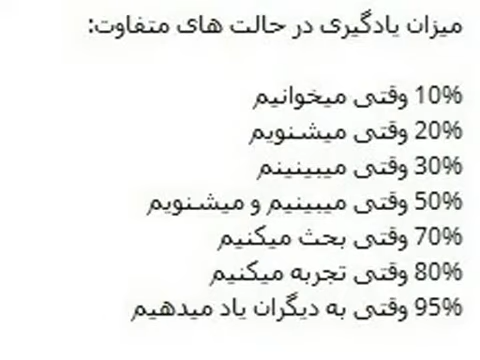 میزان یادگیری در حالت های متفاوت:
10% وقتی میخوانیم
20% وقتی میشنویم
30% وقتی میبینینم
50% وقتی میبینیم و میشنویم
70% وقتی بحث میکنیم
80% وقتی تجربه میکنیم
95% وقتی به دیگران یاد میدهیم